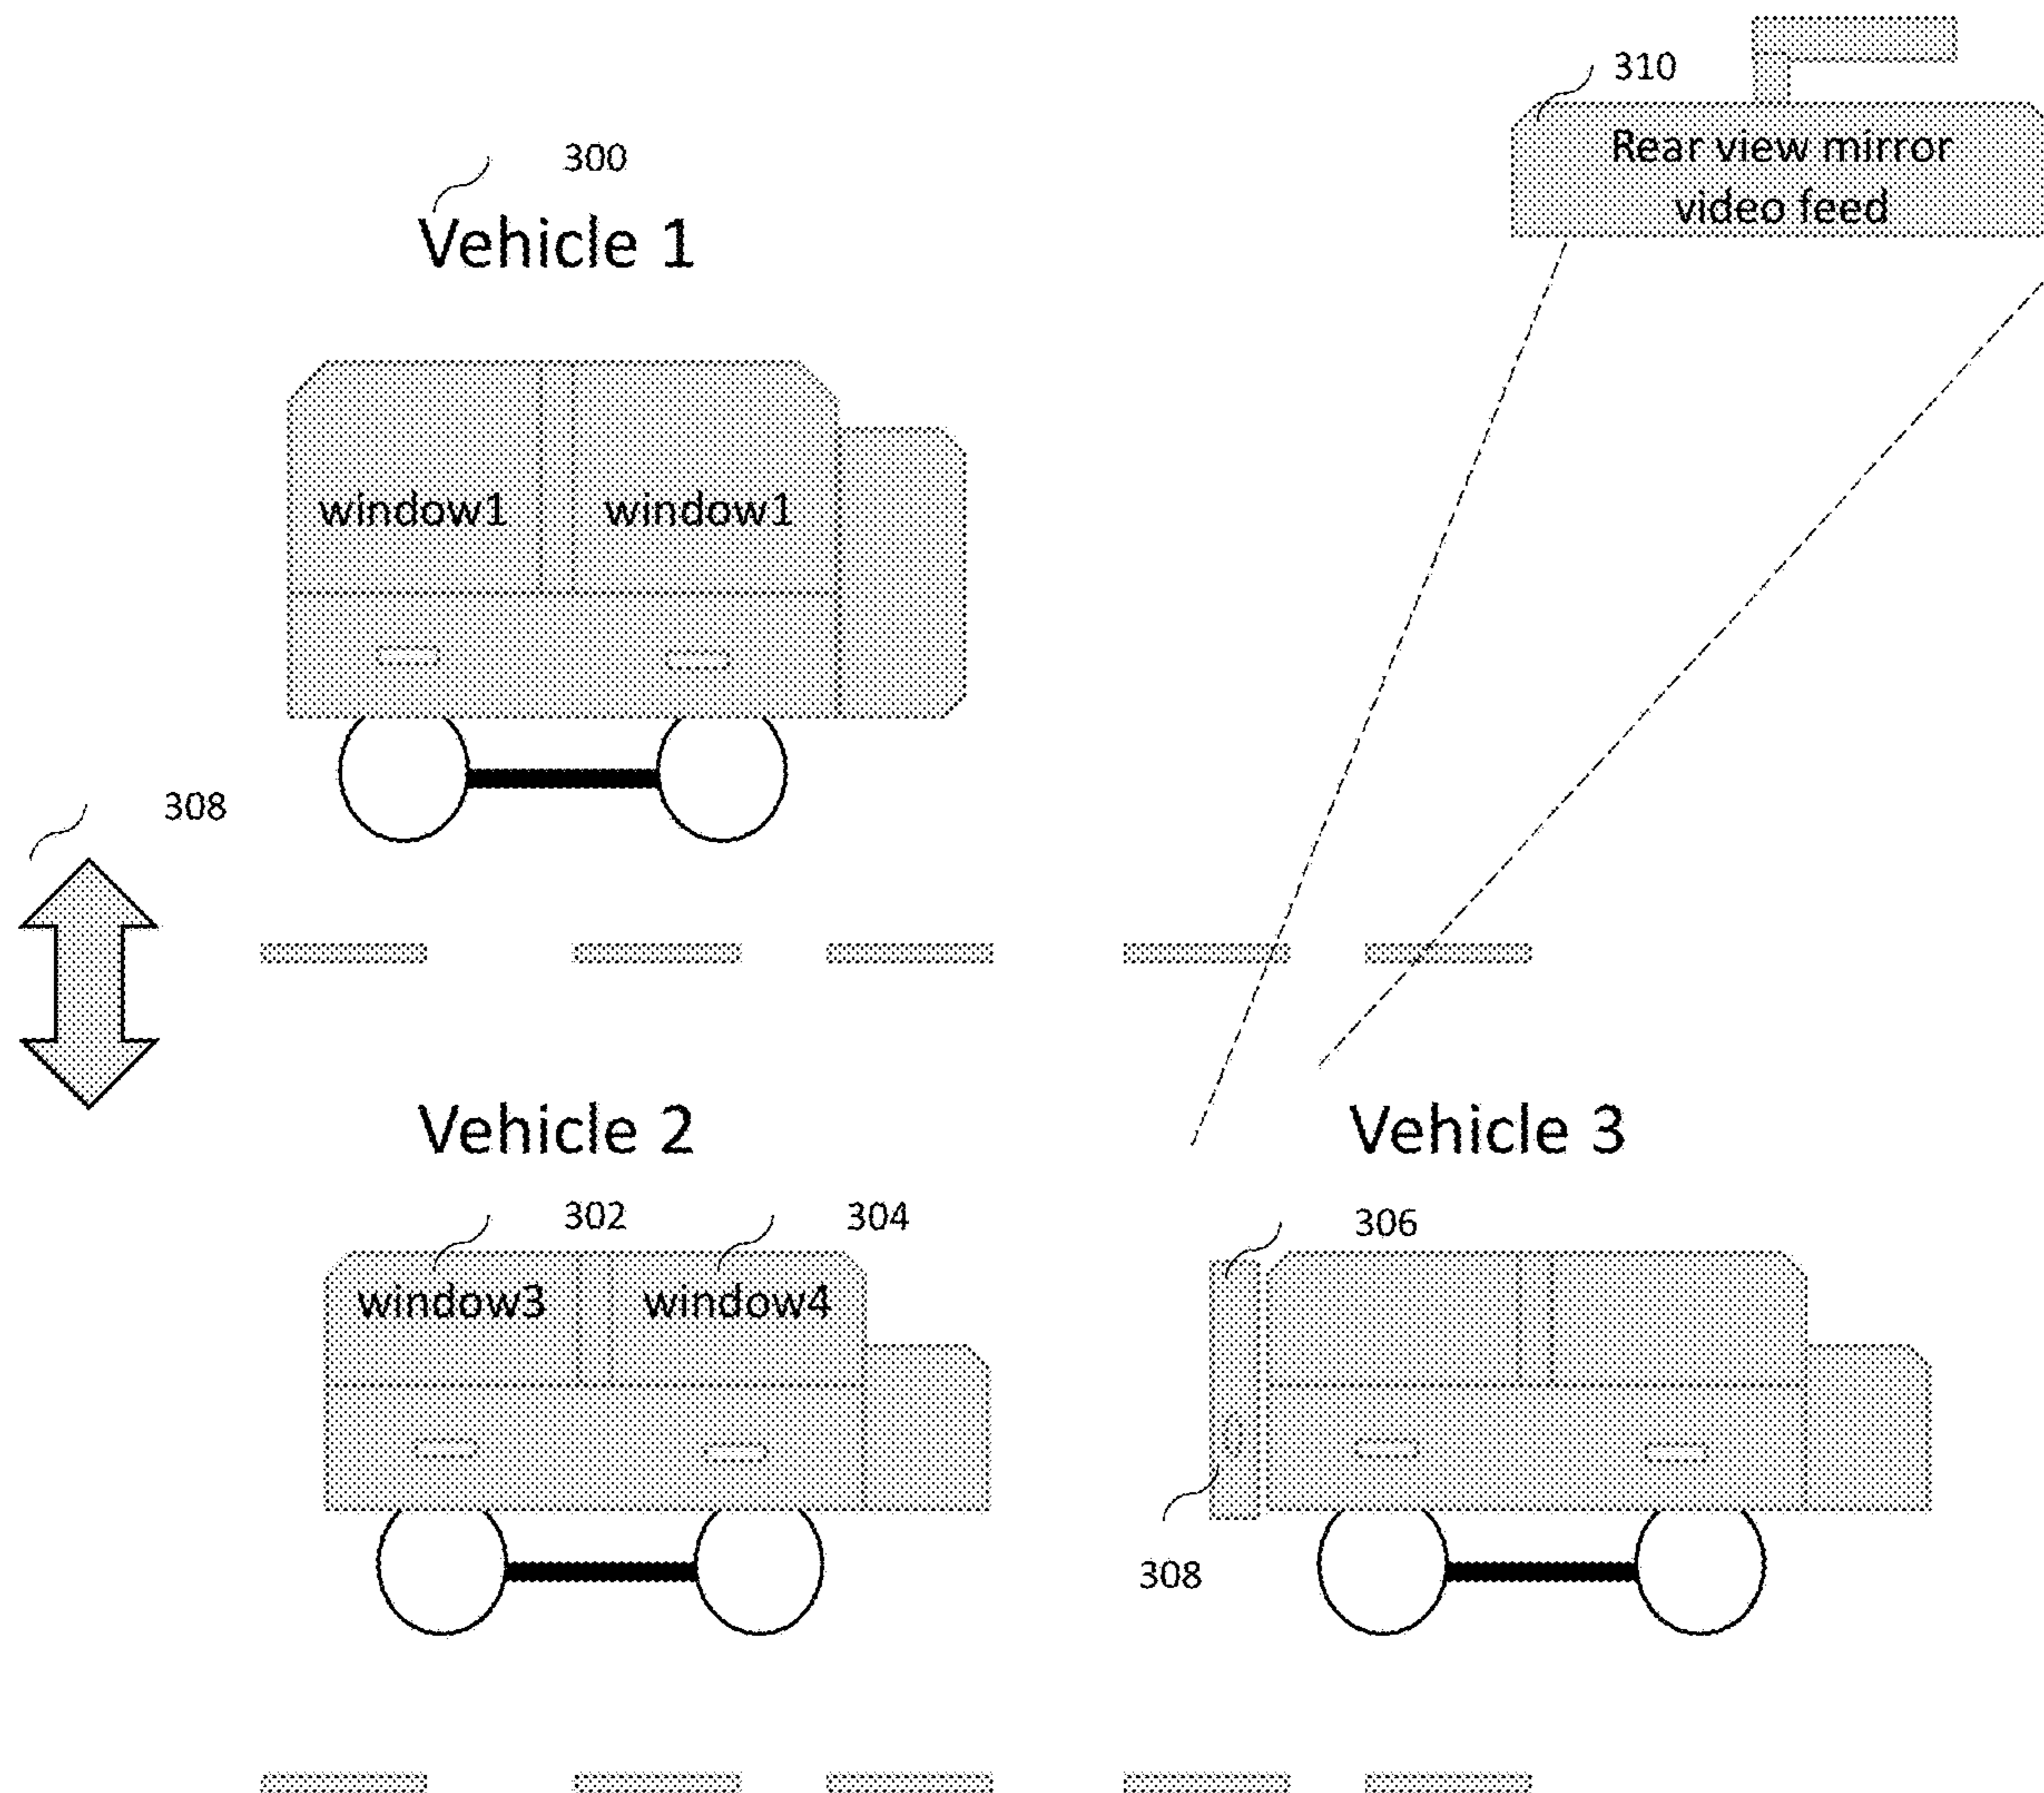 310
Rear view mirror
video feed
300
Vehicle 1
window1 window1
308
Vehicle 2
Vehicle 3
302
304
306
window3 window4
308